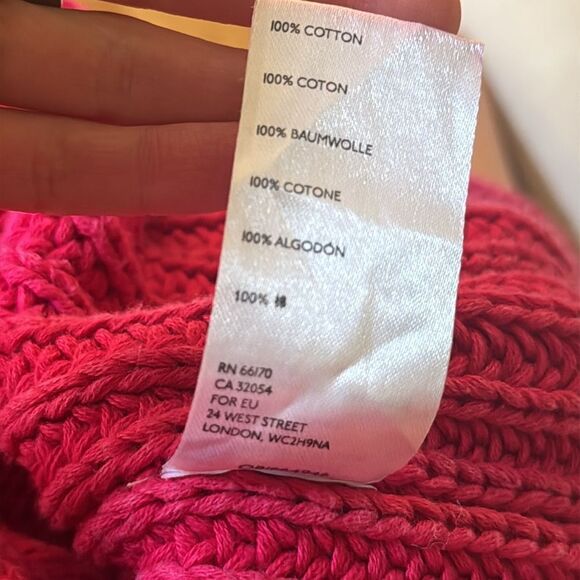 100% COTTON
100% COTON
100% BAUMWOLLE
100% COTONE
100% ALGODÓN
100% 棉
RN 66170
CA 32054
FOR EU
24 WEST STREET
LONDON, WC2H9NA